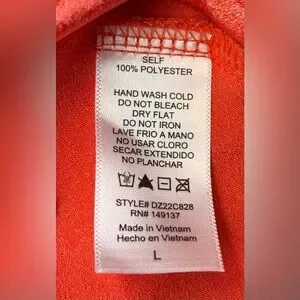 SELF
100% POLYESTER
HAND WASH COLD
DO NOT BLEACH
DRY FLAT
DO NOT IRON
LAVE FRIO A MANO
NO USAR CLORO
SECAR EXTENDIDO
NO PLANCHAR
STYLE# DZ22C828
RN# 149137
Made in Vietnam
Hecho en Vietnam
L